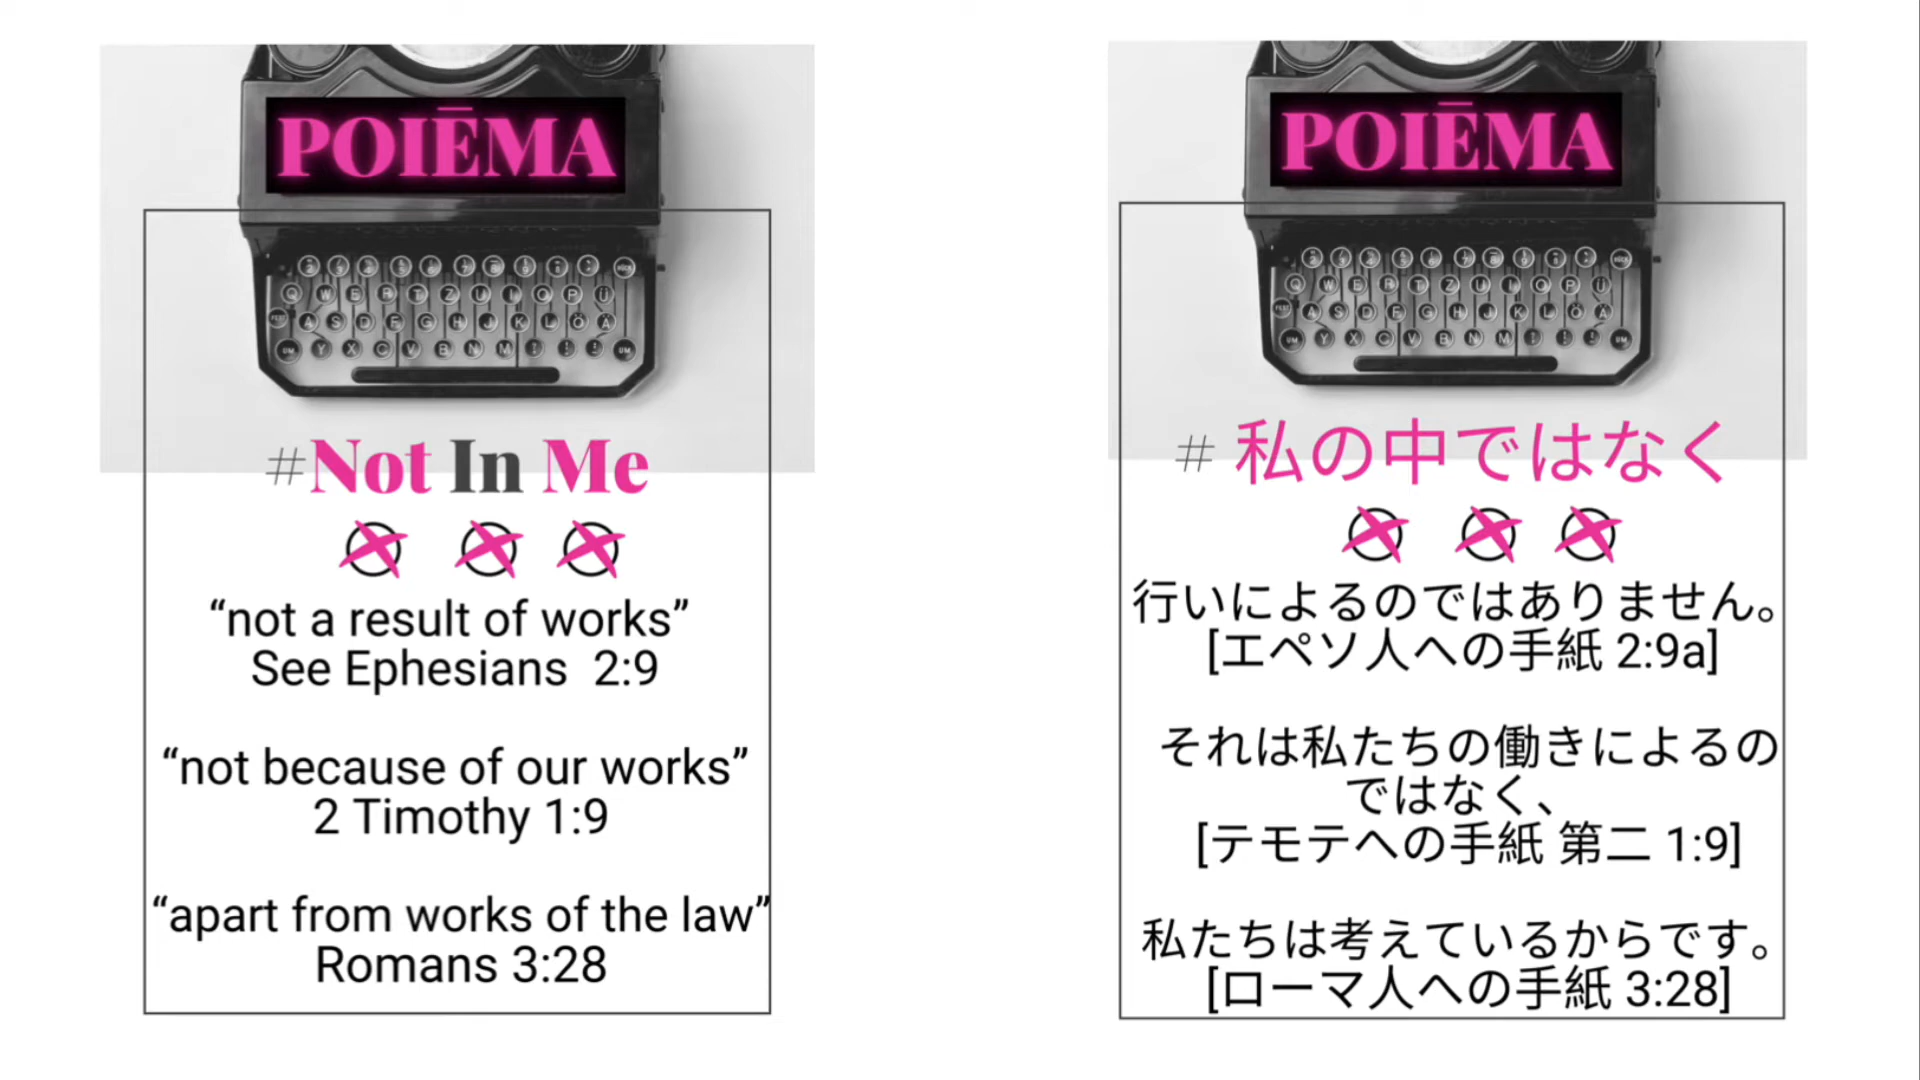 POIĒMA
#Not In Me
“not a result of works”
See Ephesians 2:9
“not because of our works”
2 Timothy 1:9
“apart from works of the law”
Romans 3:28
POIĒMA
# 私の中ではなく
行いによるのではありません。
[エペソ人への手紙 2:9a]
それは私たちの働きによるの
ではなく、
[テモテへの手紙 第二 1:9]
私たちは考えているからです。
[ローマ人への手紙 3:28]